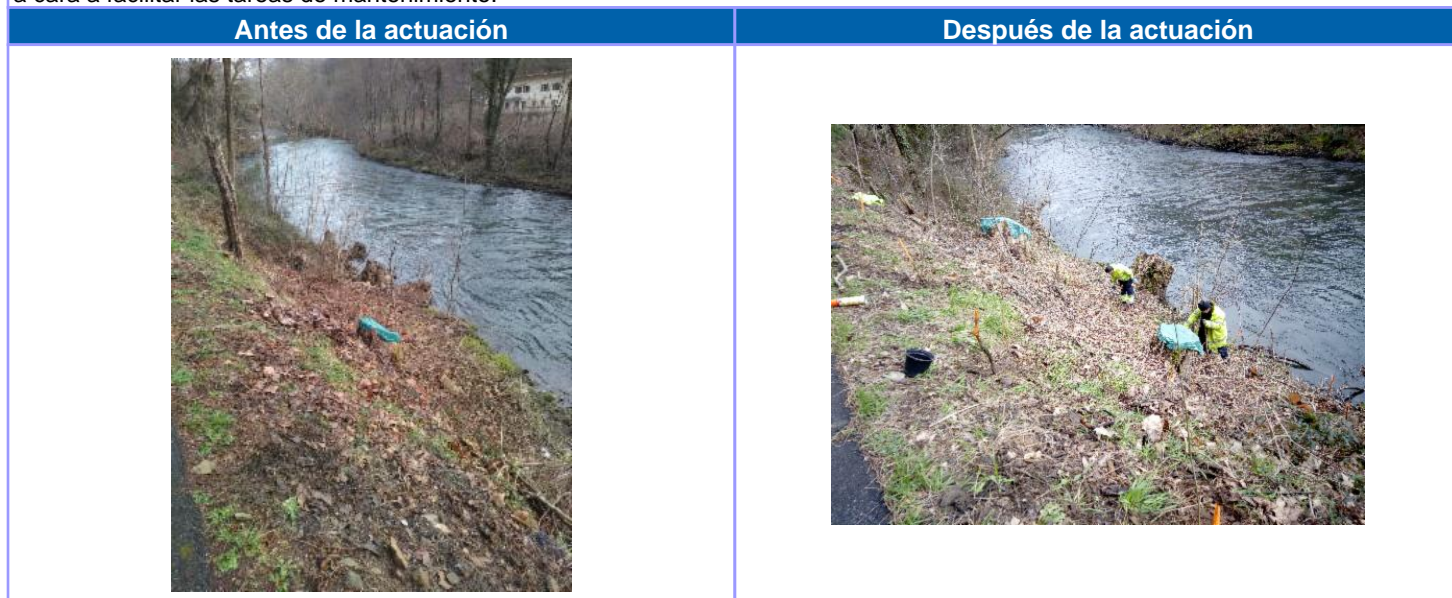 a cara a facilitar las tareas de mantenimiento.
Antes de la actuación
Después de la actuación